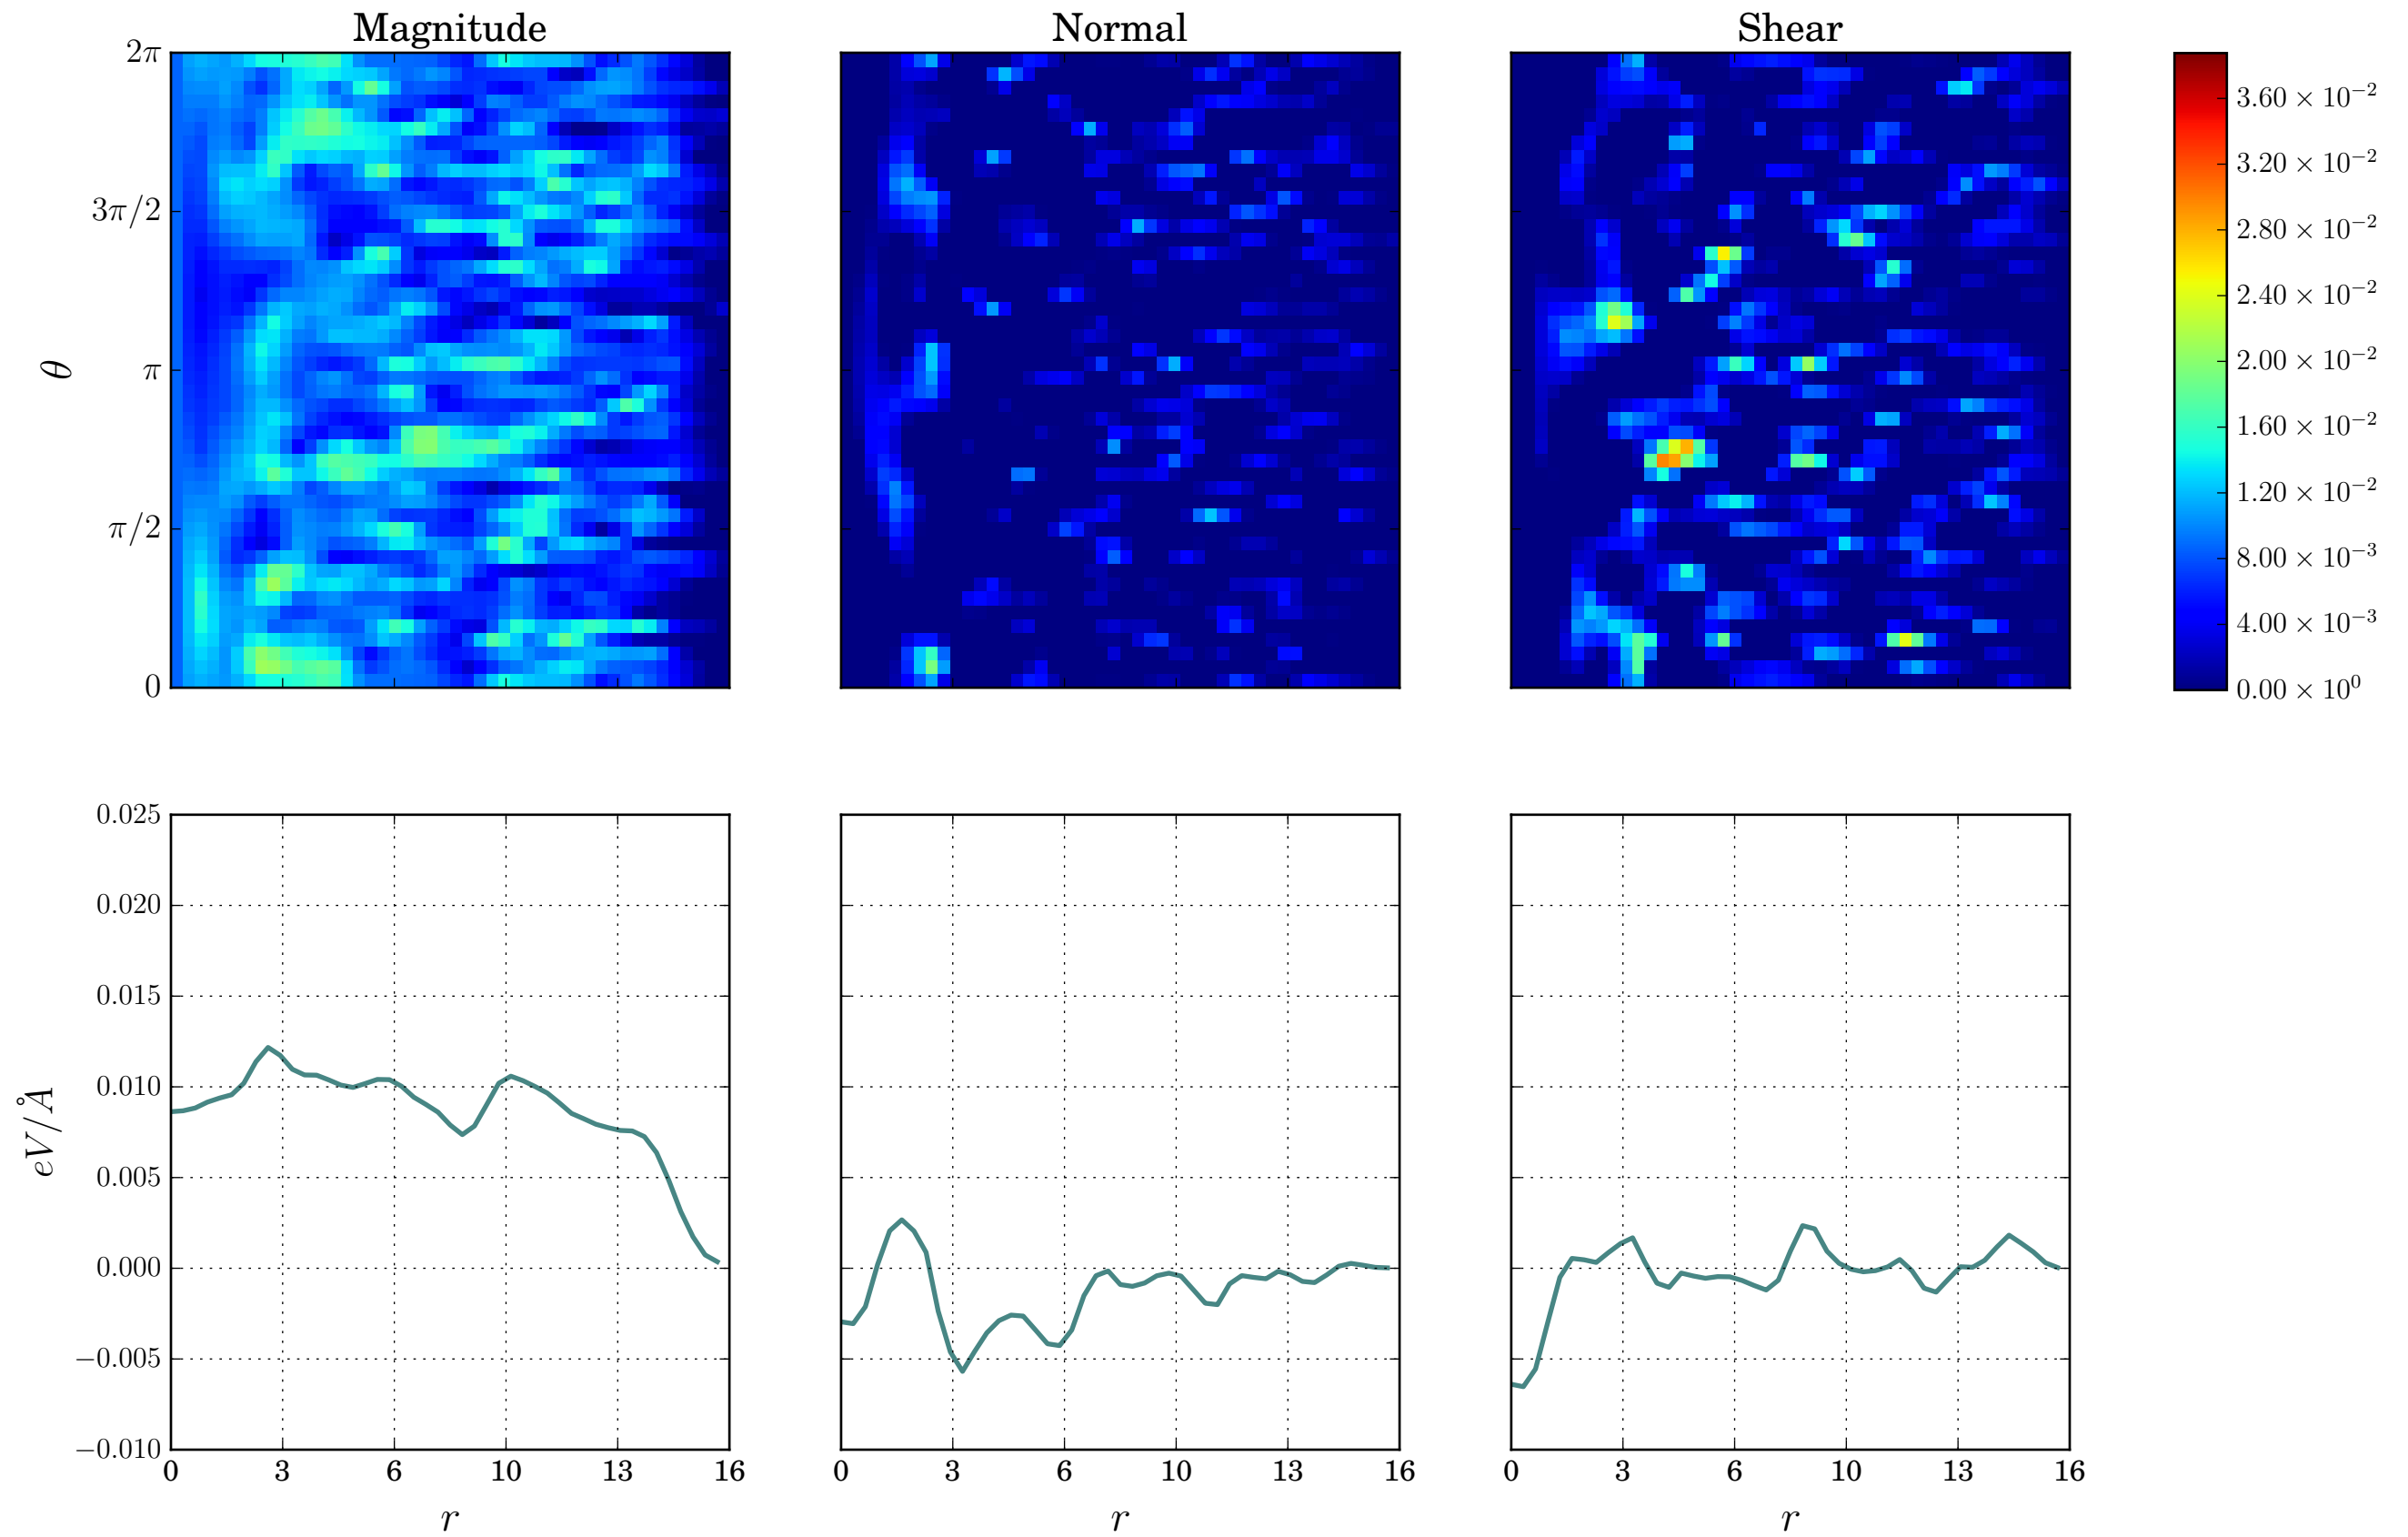 Magnitude Normal Shear
2π
3π/2
π
π/2
0
θ
3.60 × 10⁻²
3.20 × 10⁻²
2.80 × 10⁻²
2.40 × 10⁻²
2.00 × 10⁻²
1.60 × 10⁻²
1.20 × 10⁻²
8.00 × 10⁻³
4.00 × 10⁻³
0.00 × 10⁰
0.025
0.020
0.015
0.010
0.005
0.000
−0.005
−0.010
eV/Å
0 3 6 10 13 16 0 3 6 10 13 16 0 3 6 10 13 16
r r r